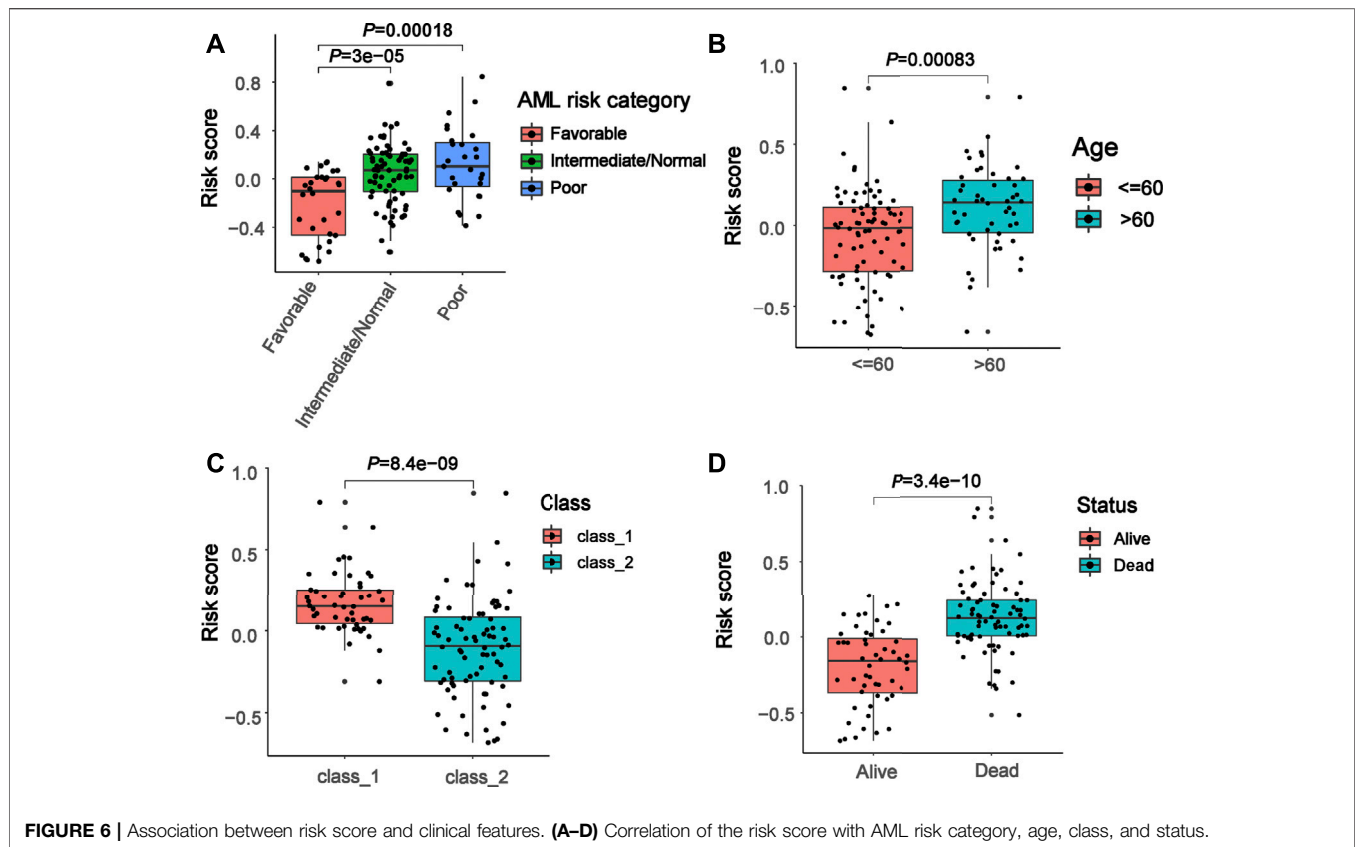 A
P=0.00018
P=3e−05
Risk score
0.8
0.4
0.0
−0.4
Favorable
Intermediate/Normal
Poor
AML risk category
Favorable
Intermediate/Normal
Poor
B
P=0.00083
Risk score
1.0
0.5
0.0
−0.5
<=60
>60
Age
<=60
>60
C
P=8.4e−09
Risk score
1.0
0.5
0.0
−0.5
class_1
class_2
Class
class_1
class_2
D
P=3.4e−10
Risk score
1.0
0.5
0.0
−0.5
Alive
Dead
Status
Alive
Dead
FIGURE 6 | Association between risk score and clinical features. (A–D) Correlation of the risk score with AML risk category, age, class, and status.